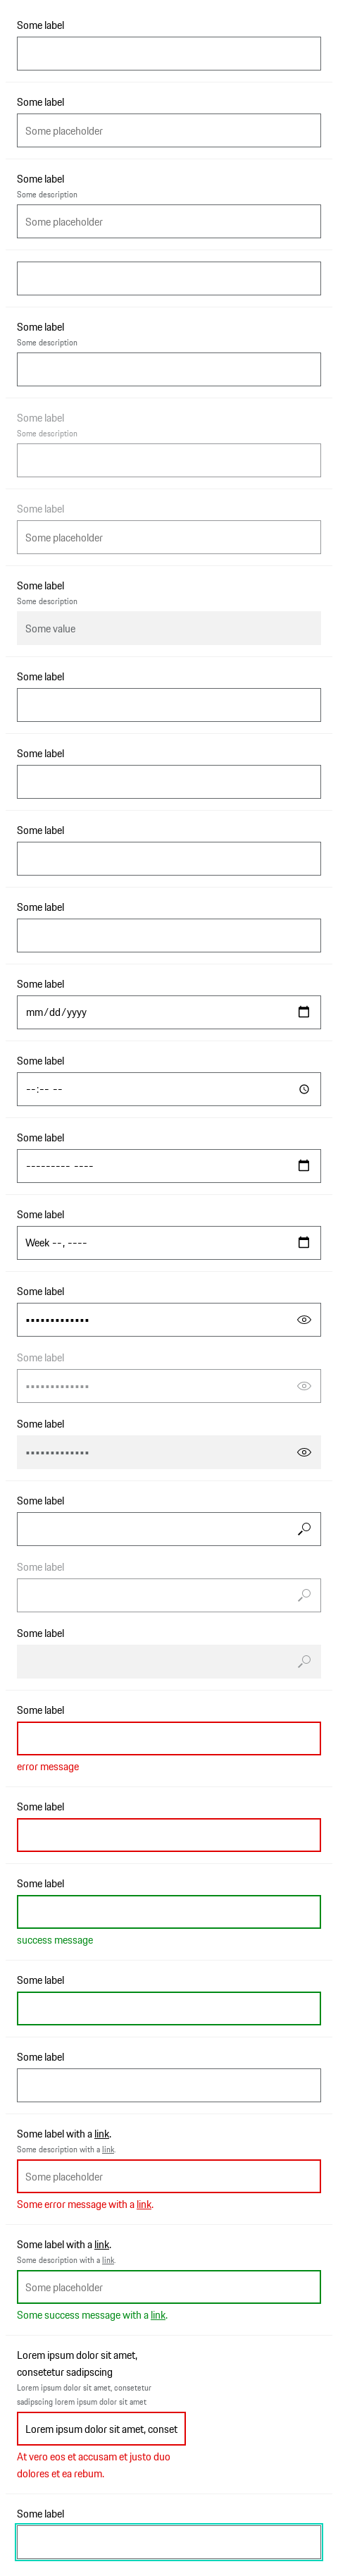 Some label
Some label
Some placeholder
Some label
Some description
Some placeholder
Some label
Some description
Some label
Some description
Some label
Some placeholder
Some label
Some description
Some value
Some label
Some label
Some label
Some label
Some label
mm/dd/yyyy
Some label
--:-- --
Some label
--------- ----
Some label
Week --, ----
Some label
•••••••••••••
Some label
•••••••••••••
Some label
•••••••••••••
Some label
Some label
Some label
Some label
error message
Some label
Some label
success message
Some label
Some label
Some label with a link.
Some description with a link.
Some placeholder
Some error message with a link.
Some label with a link.
Some description with a link.
Some placeholder
Some success message with a link.
Lorem ipsum dolor sit amet,
consetetur sadipscing
Lorem ipsum dolor sit amet, consetetur
sadipscing lorem ipsum dolor sit amet
Lorem ipsum dolor sit amet, conset
At vero eos et accusam et justo duo
dolores et ea rebum.
Some label